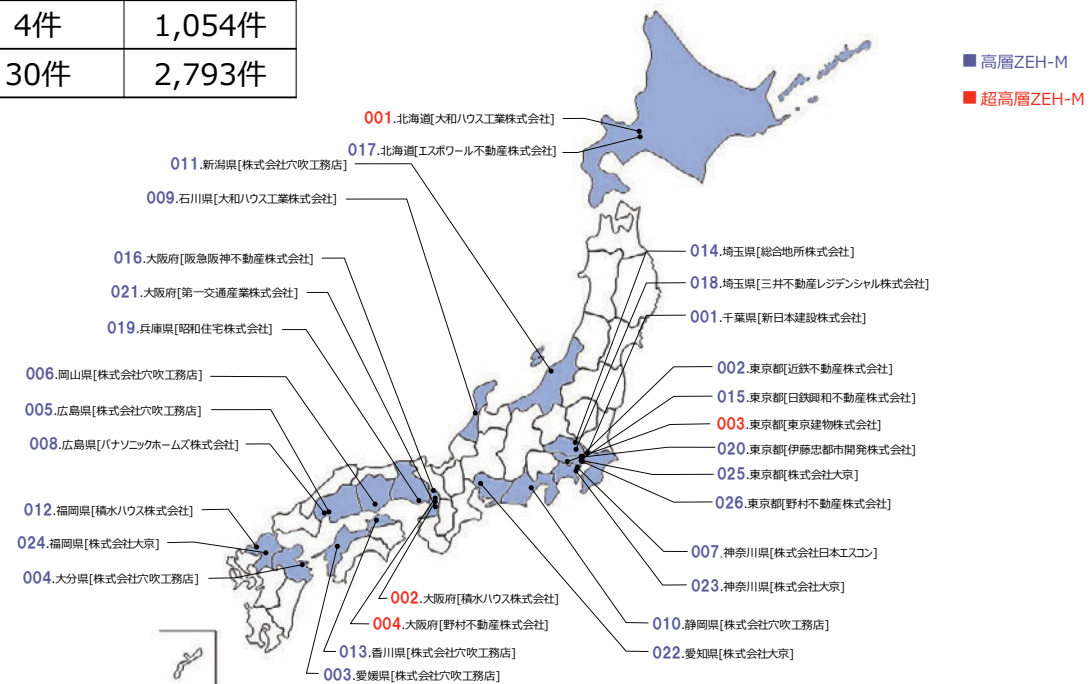 4件 1,054件
30件 2,793件
■ 高層ZEH-M
■ 超高層ZEH-M
001.北海道[大和ハウス工業株式会社]
017.北海道[エスポワール不動産株式会社]
011.新潟県[株式会社穴吹工務店]
009.石川県[大和ハウス工業株式会社]
016.大阪府[阪急阪神不動産株式会社]
021.大阪府[第一交通産業株式会社]
019.兵庫県[昭和住宅株式会社]
006.岡山県[株式会社穴吹工務店]
005.広島県[株式会社穴吹工務店]
008.広島県[パナソニックホームズ株式会社]
012.福岡県[積水ハウス株式会社]
024.福岡県[株式会社大京]
004.大分県[株式会社穴吹工務店]
002.大阪府[積水ハウス株式会社]
004.大阪府[野村不動産株式会社]
013.香川県[株式会社穴吹工務店]
003.愛媛県[株式会社穴吹工務店]
014.埼玉県[総合地所株式会社]
018.埼玉県[三井不動産レジデンシャル株式会社]
001.千葉県[新日本建設株式会社]
002.東京都[近鉄不動産株式会社]
015.東京都[日鉄興和不動産株式会社]
003.東京都[東京建物株式会社]
020.東京都[伊藤忠都市開発株式会社]
025.東京都[株式会社大京]
026.東京都[野村不動産株式会社]
007.神奈川県[株式会社日本エスコン]
023.神奈川県[株式会社大京]
010.静岡県[株式会社穴吹工務店]
022.愛知県[株式会社大京]